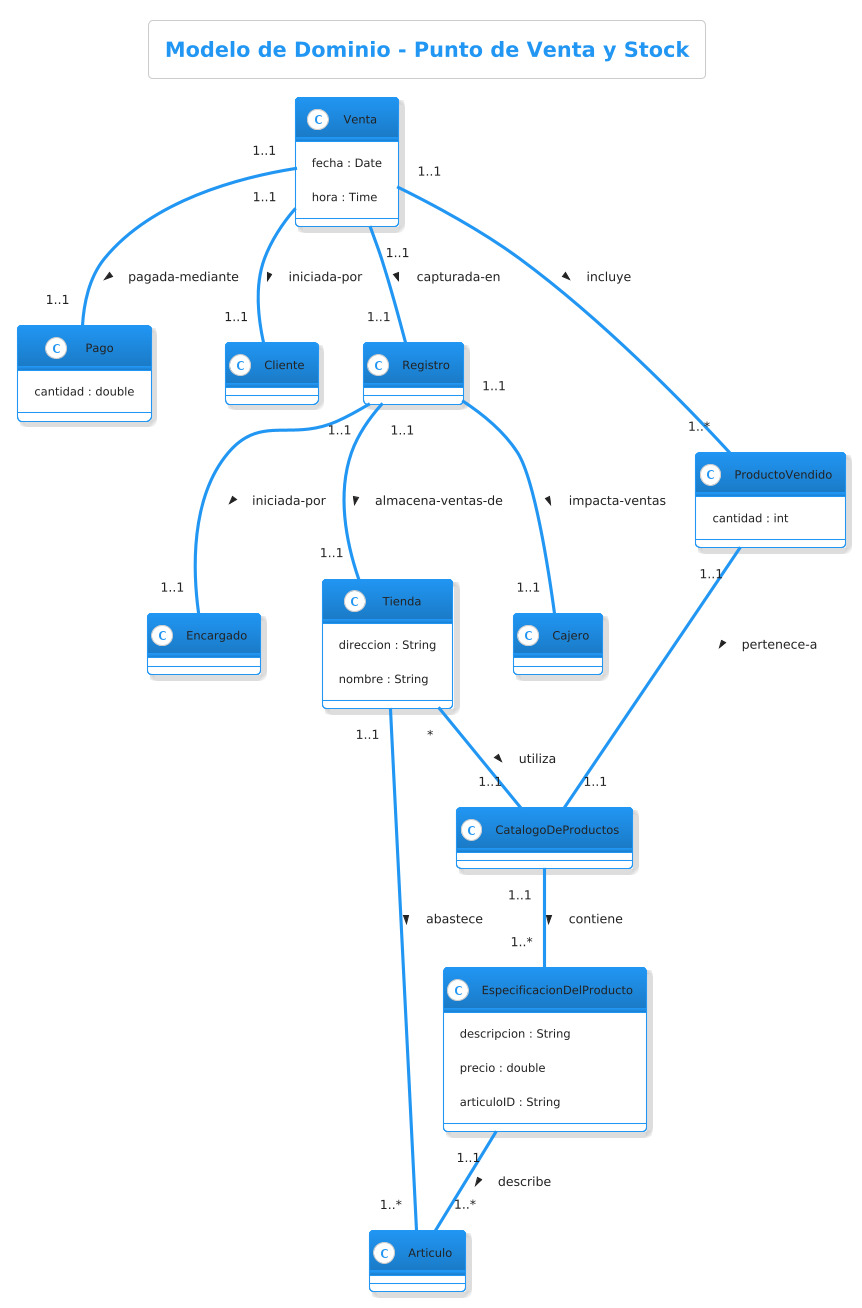 Modelo de Dominio - Punto de Venta y Stock
C Venta
fecha : Date
hora : Time
1..1
1..1
1..1
1..1
pagada-mediante
iniciada-por
capturada-en
incluye
1..1
1..1
1..1
1..*
C Pago
cantidad : double
C Cliente
C Registro
1..1
1..1
1..1
C ProductoVendido
cantidad : int
iniciada-por
almacena-ventas-de
impacta-ventas
1..1
1..1
1..1
1..1
C Encargado
C Tienda
direccion : String
nombre : String
C Cajero
pertenece-a
1..1
*
utiliza
1..1
1..1
C CatalogoDeProductos
1..1
abastece
contiene
1..*
C EspecificacionDelProducto
descripcion : String
precio : double
articuloID : String
1..1
describe
1..*
1..*
C Articulo